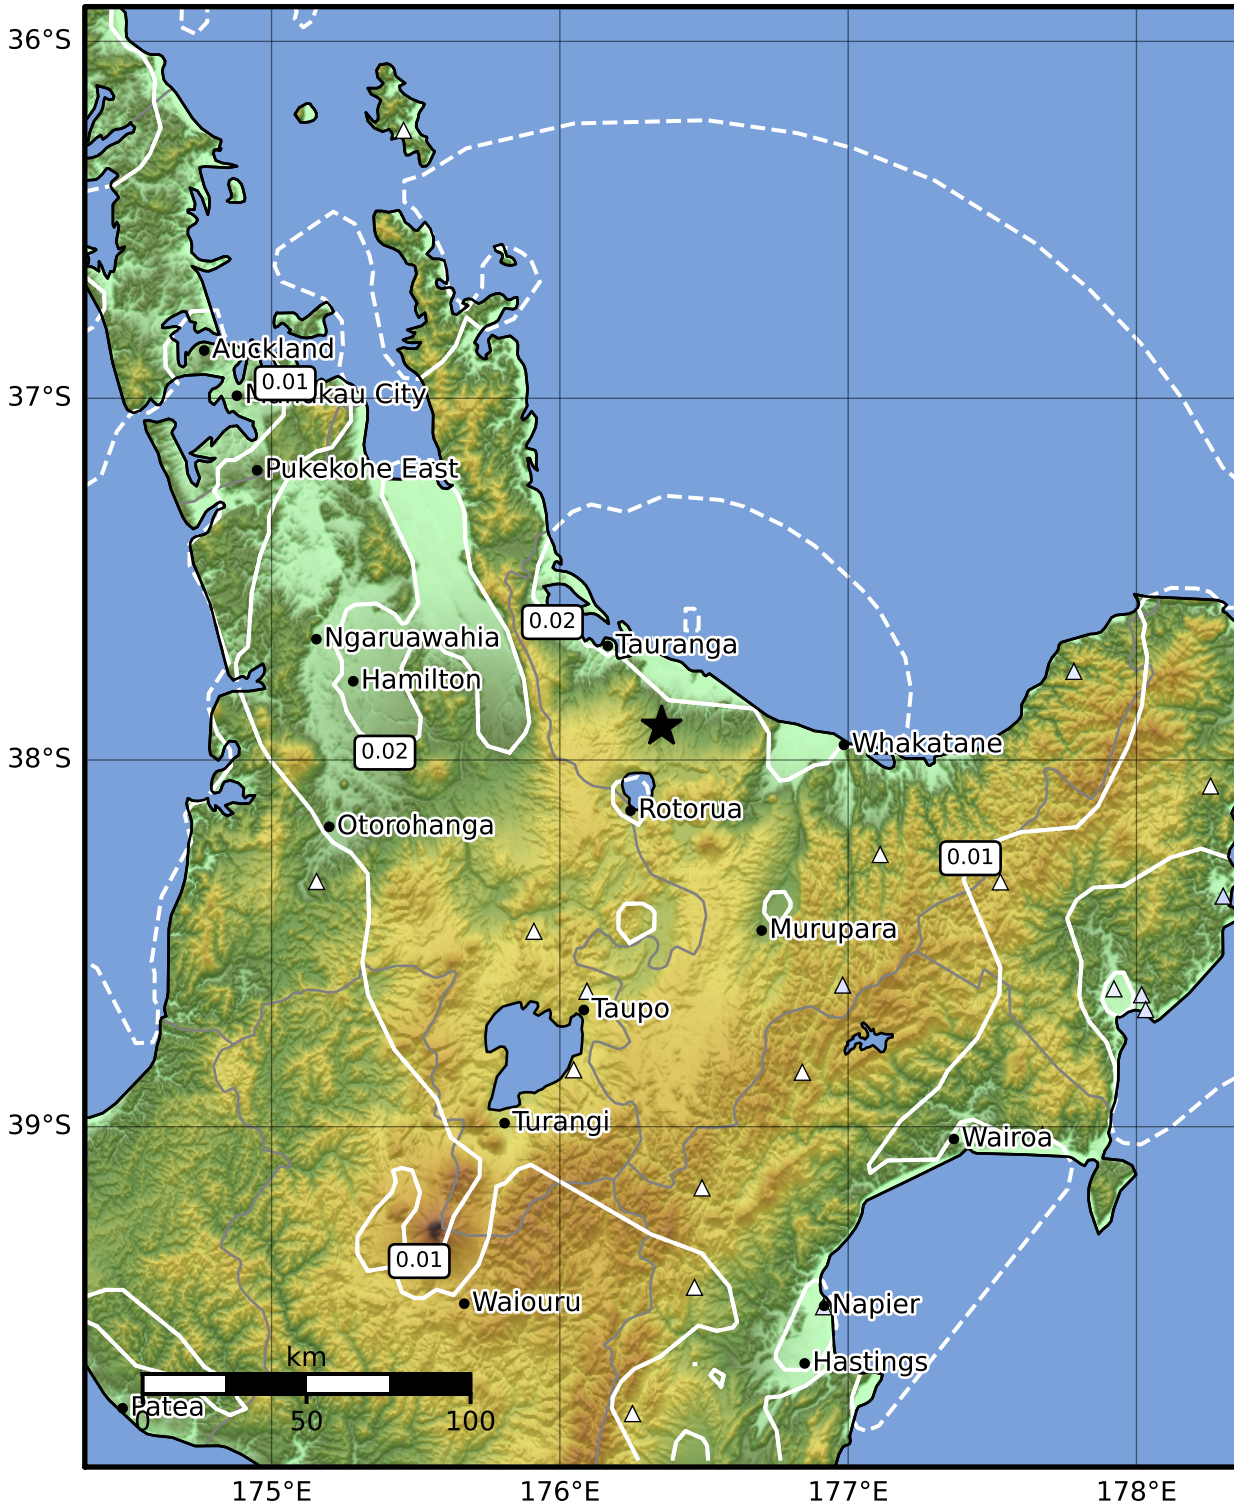 36°S
Auckland
37°S
0.01
Manukau City
Pukekohe East
0.02
Ngaruawahia
Tauranga
Hamilton
0.02
Whakatane
38°S
Rotorua
Otorohanga
0.01
Murupara
Taupo
39°S
Turangi
Wairoa
0.01
Waiouru
Napier
km
Hastings
Patea
0
50
100
175°E
176°E
177°E
178°E